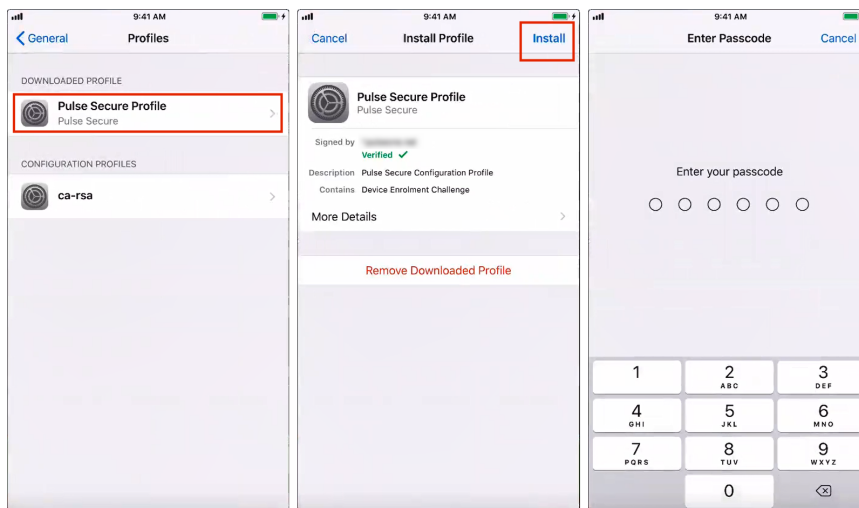 9:41 AM
General
Profiles
DOWNLOADED PROFILE
Pulse Secure Profile
Pulse Secure
CONFIGURATION PROFILES
ca-rsa
9:41 AM
Cancel
Install Profile
Install
Pulse Secure Profile
Pulse Secure
Signed by
Verified
Description Pulse Secure Configuration Profile
Contains Device Enrolment Challenge
More Details
Remove Downloaded Profile
9:41 AM
Enter Passcode
Cancel
Enter your passcode
1 2 3
ABC DEF
4 5 6
GHI JKL MNO
7 8 9
PQRS TUV WXYZ
0